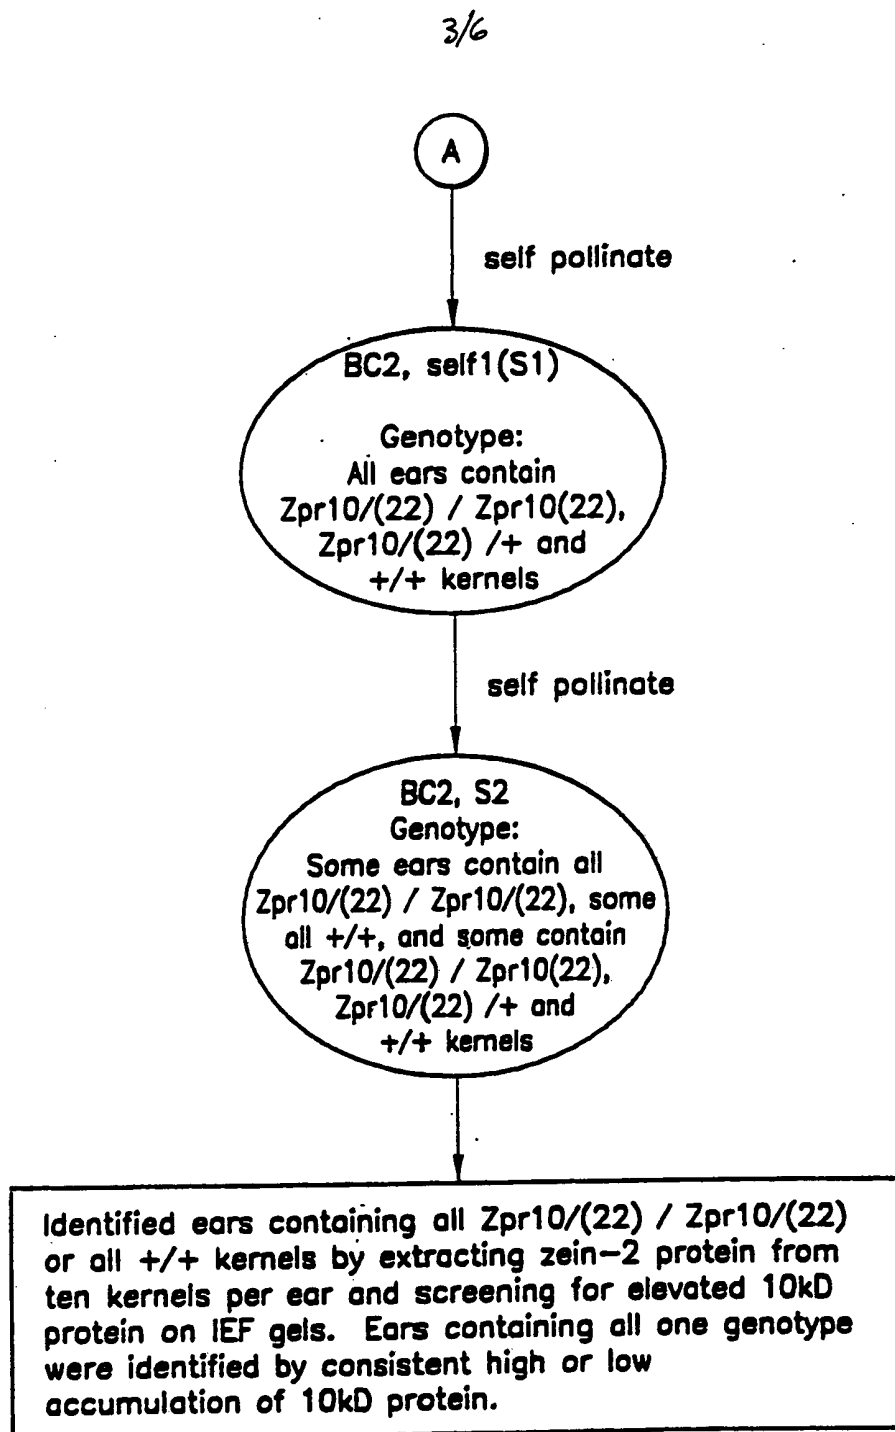 3/6
A
self pollinate
BC2, self1(S1)
Genotype:
All ears contain
Zpr10/(22) / Zpr10(22),
Zpr10/(22) /+ and
+/+ kernels
self pollinate
BC2, S2
Genotype:
Some ears contain all
Zpr10/(22) / Zpr10/(22), some
all +/+, and some contain
Zpr10/(22) / Zpr10(22),
Zpr10/(22) /+ and
+/+ kernels
Identified ears containing all Zpr10/(22) / Zpr10/(22)
or all +/+ kernels by extracting zein-2 protein from
ten kernels per ear and screening for elevated 10kD
protein on IEF gels. Ears containing all one genotype
were identified by consistent high or low
accumulation of 10kD protein.